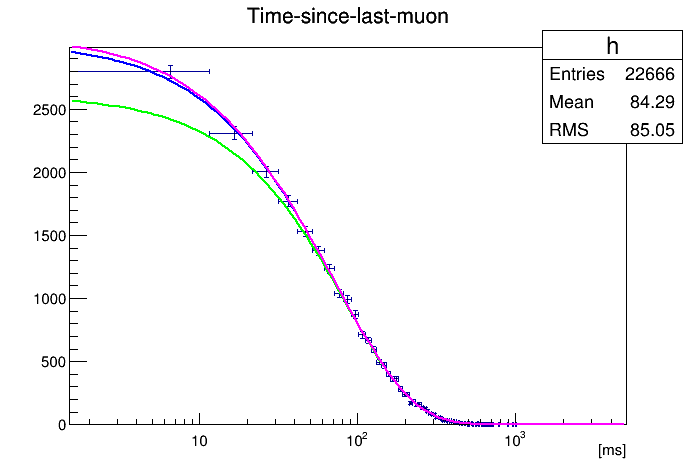 Time-since-last-muon
h
Entries 22666
Mean 84.29
RMS 85.05
2500
2000
1500
1000
500
0
10 10² 10³
[ms]